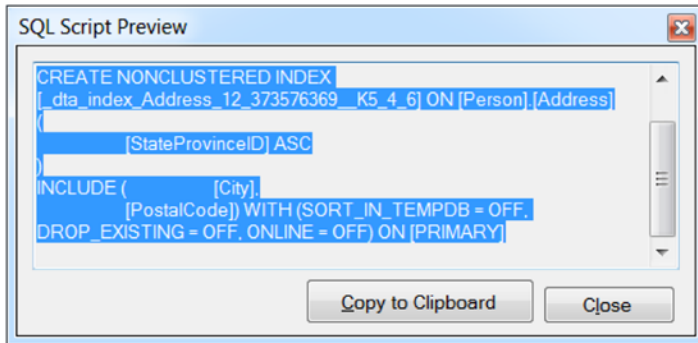 SQL Script Preview
CREATE NONCLUSTERED INDEX
[_dta_index_Address_12_373576369__K5_4_6] ON [Person].[Address]
(
[StateProvinceID] ASC
)
INCLUDE ( [City],
[PostalCode]) WITH (SORT_IN_TEMPDB = OFF,
DROP_EXISTING = OFF, ONLINE = OFF) ON [PRIMARY]
Copy to Clipboard Close